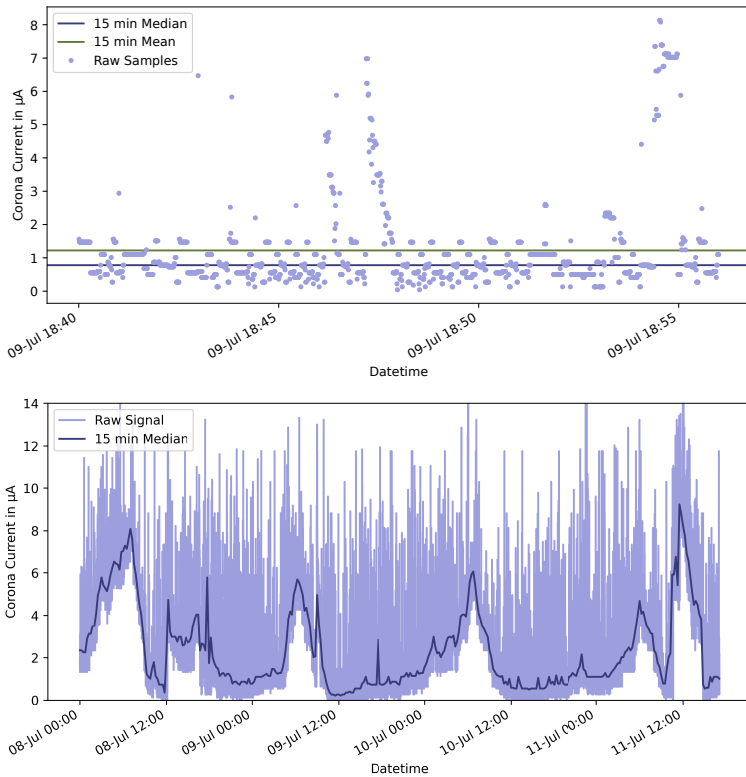 8
7
6
5
4
3
2
1
0
Corona Current in µA
15 min Median
15 min Mean
Raw Samples
09-Jul 18:40
09-Jul 18:45
09-Jul 18:50
09-Jul 18:55
Datetime
14
12
10
8
6
4
2
0
Corona Current in µA
Raw Signal
15 min Median
08-Jul 00:00
08-Jul 12:00
09-Jul 00:00
09-Jul 12:00
10-Jul 00:00
10-Jul 12:00
11-Jul 00:00
11-Jul 12:00
Datetime